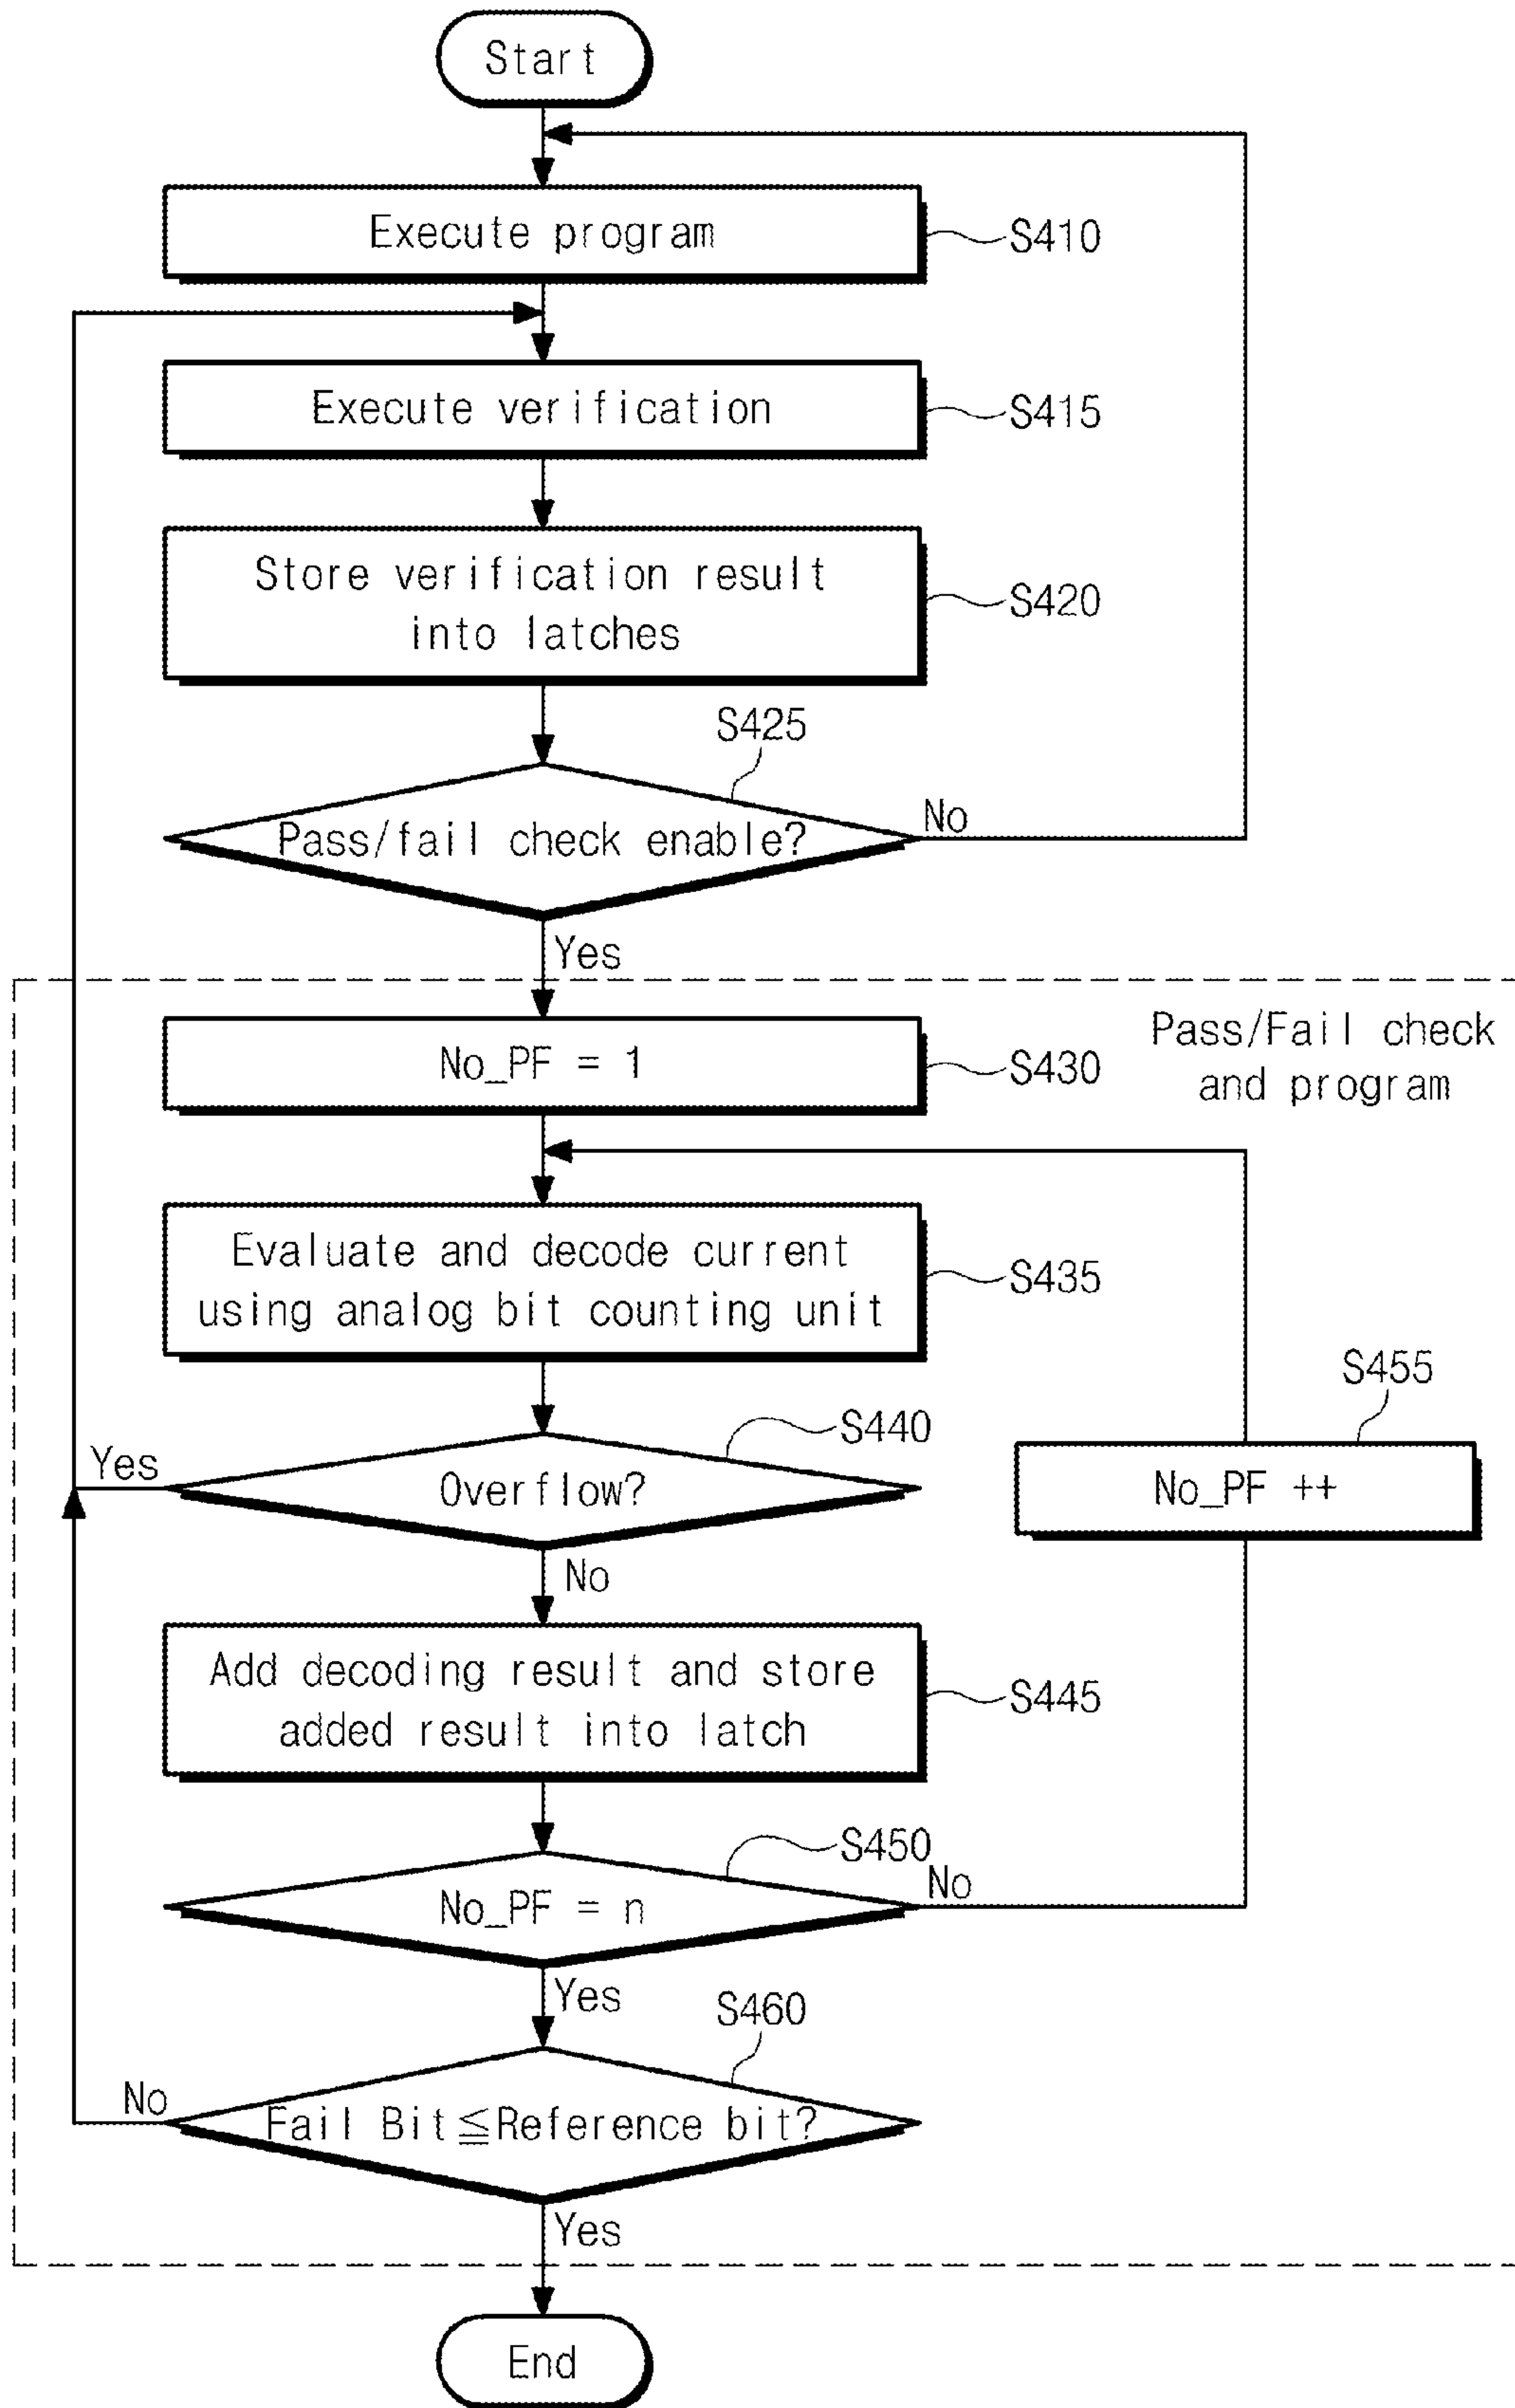 Start
Execute program
S410
Execute verification
S415
Store verification result
into latches
S420
S425
Pass/fail check enable?
No
Yes
Pass/Fail check
and program
No_PF = 1
S430
Evaluate and decode current
using analog bit counting unit
S435
S455
No_PF ++
S440
Yes
Overflow?
No
Add decoding result and store
added result into latch
S445
S450
No_PF = n
No
Yes
S460
No
Fail Bit≦Reference bit?
Yes
End